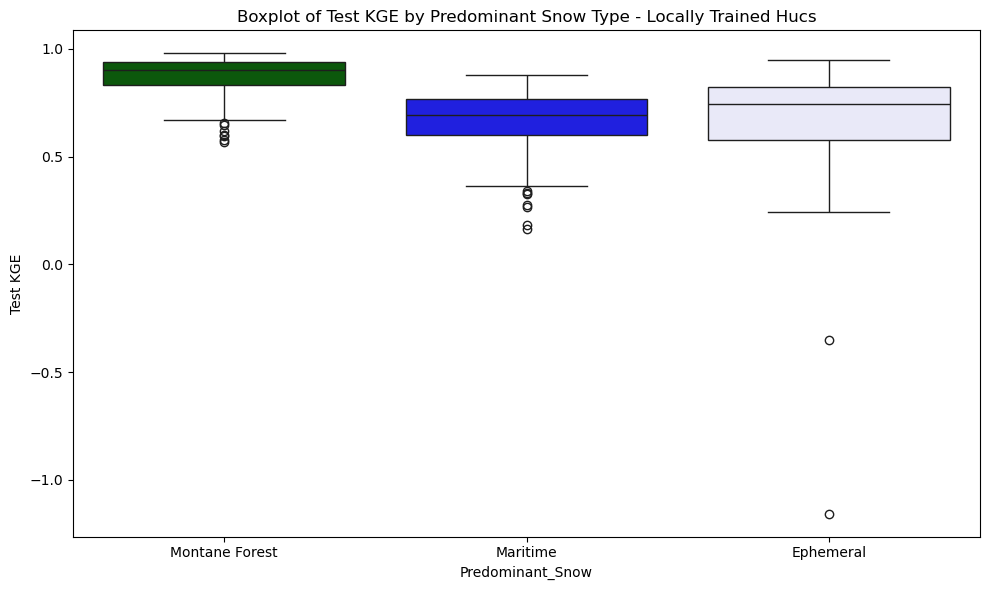 Boxplot of Test KGE by Predominant Snow Type - Locally Trained Hucs
1.0
0.5
0.0
−0.5
−1.0
Test KGE
Montane Forest
Maritime
Ephemeral
Predominant_Snow